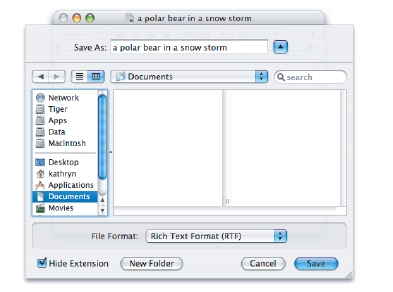 a polar bear in a snow storm
Save As: a polar bear in a snow storm
Documents
search
Network
Tiger
Apps
Data
Macintosh
Desktop
kathryn
Applications
Documents
Movies
File Format: Rich Text Format (RTF)
Hide Extension New Folder Cancel Save